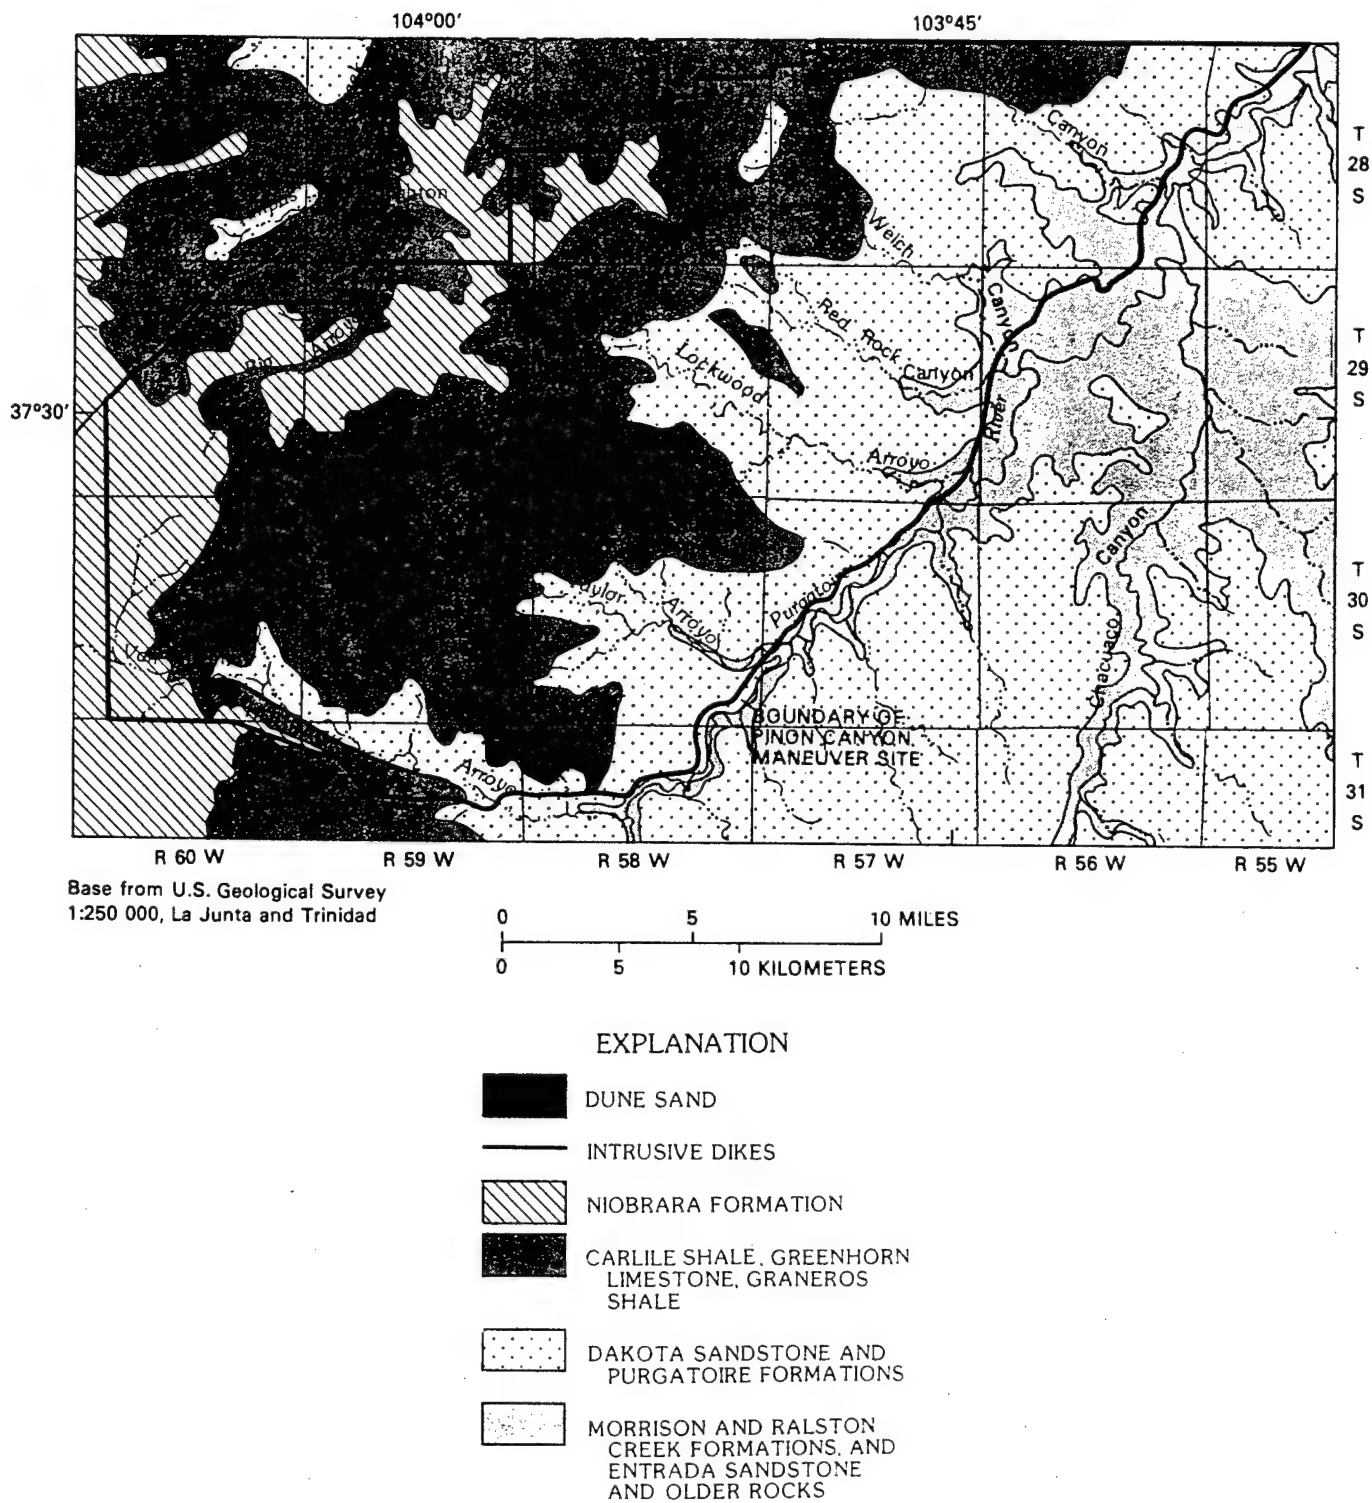 104°00'
103°45'
T
28
S
T
29
S
T
30
S
T
31
S
37°30'
Canyon
Welch
Canyon
Red Rock
Canyon
Lockwood
Arroyo
River
Canyon
Chacuaco
Arroyo
BOUNDARY OF
PINON CANYON
MANEUVER SITE
Arroyo
R 60 W
R 59 W
R 58 W
R 57 W
R 56 W
R 55 W
Base from U.S. Geological Survey
1:250 000, La Junta and Trinidad
0
5
10 MILES
0
5
10 KILOMETERS
EXPLANATION
DUNE SAND
INTRUSIVE DIKES
NIOBRARA FORMATION
CARLILE SHALE, GREENHORN
LIMESTONE, GRANEROS
SHALE
DAKOTA SANDSTONE AND
PURGATOIRE FORMATIONS
MORRISON AND RALSTON
CREEK FORMATIONS, AND
ENTRADA SANDSTONE
AND OLDER ROCKS